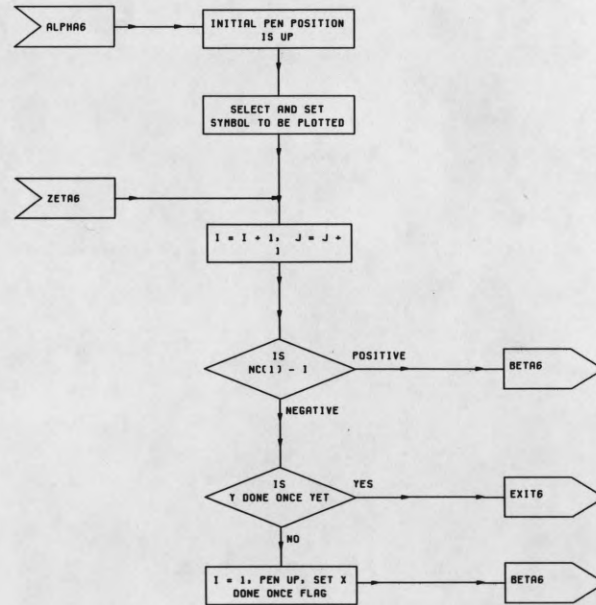 ALPHA6
INITIAL PEN POSITION
IS UP
SELECT AND SET
SYMBOL TO BE PLOTTED
ZETA6
I = I + 1, J = J +
1
IS
NC(1) - I
POSITIVE
BETA6
NEGATIVE
IS
Y DONE ONCE YET
YES
EXIT6
NO
I = 1, PEN UP, SET X
DONE ONCE FLAG
BETA6